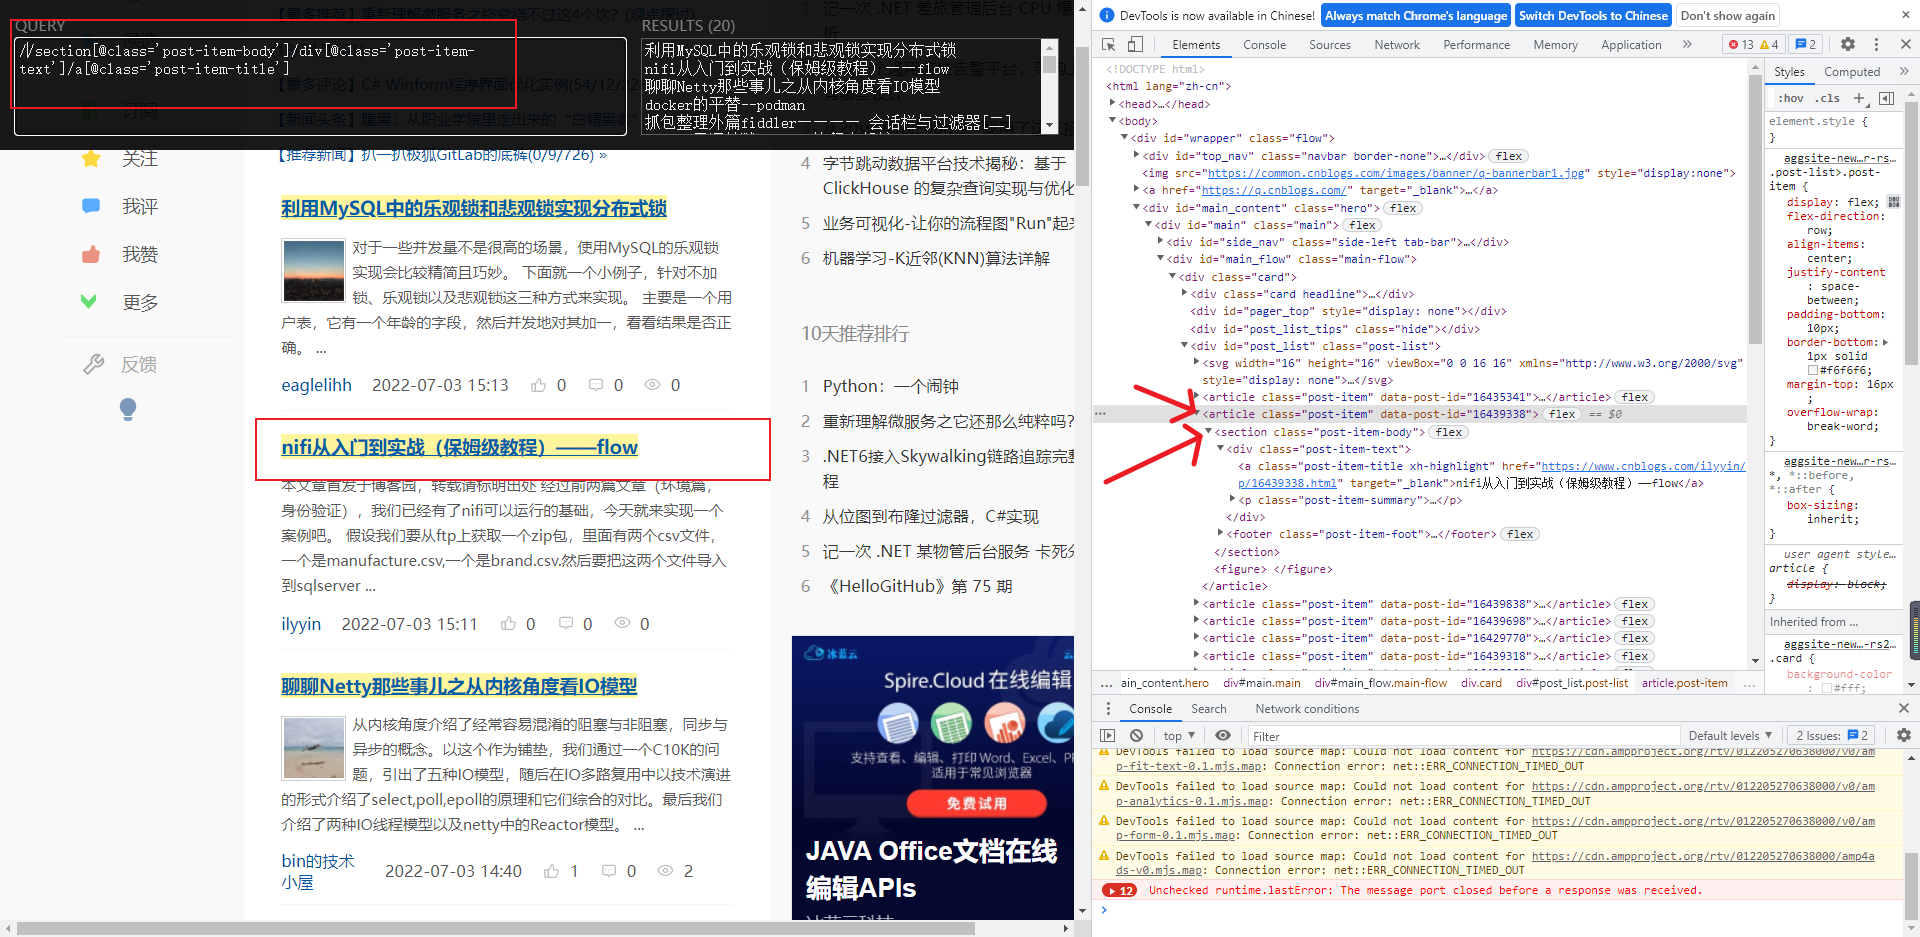 QUERY
//section[@class='post-item-body']/div[@class='post-item-
text']/a[@class='post-item-title']
RESULTS (20)
利用MySQL中的乐观锁和悲观锁实现分布式锁
nifi从入门到实战（保姆级教程）——flow
聊聊Netty那些事儿之从内核角度看IO模型
docker的平替--podman
抓包整理外篇fiddler———— 会话栏与过滤器[二]
订阅
关注
我评
我赞
更多
反馈
【推荐新闻】扒一扒极狐GitLab的底裤(0/9/726) »
利用MySQL中的乐观锁和悲观锁实现分布式锁
对于一些并发量不是很高的场景，使用MySQL的乐观锁
实现会比较精简且巧妙。 下面就一个小例子，针对不加
锁、乐观锁以及悲观锁这三种方式来实现。 主要是一个用
户表，它有一个年龄的字段，然后并发地对其加一，看看结果是否正
确。 ...
eaglelihh 2022-07-03 15:13 0 0 0
nifi从入门到实战（保姆级教程）——flow
本文章首发于博客园，转载请标明出处 经过前两篇文章（环境篇，
身份验证），我们已经有了nifi可以运行的基础，今天就来实现一个
案例吧。 假设我们要从ftp上获取一个zip包，里面有两个csv文件，
一个是manufacture.csv,一个是brand.csv.然后要把这两个文件导入
到sqlserver ...
ilyyin 2022-07-03 15:11 0 0 0
聊聊Netty那些事儿之从内核角度看IO模型
从内核角度介绍了经常容易混淆的阻塞与非阻塞，同步与
异步的概念。以这个作为铺垫，我们通过一个C10K的问
题，引出了五种IO模型，随后在IO多路复用中以技术演进
的形式介绍了select,poll,epoll的原理和它们综合的对比。最后我们
介绍了两种IO线程模型以及netty中的Reactor模型。 ...
bin的技术
小屋
2022-07-03 14:40 1 0 2
4 字节跳动数据平台技术揭秘：基于
ClickHouse 的复杂查询实现与优化
5 业务可视化-让你的流程图"Run"起来
6 机器学习-K近邻(KNN)算法详解
10天推荐排行
1 Python：一个闹钟
2 重新理解微服务之它还那么纯粹吗?
3 .NET6接入Skywalking链路追踪完整
程
4 从位图到布隆过滤器，C#实现
5 记一次 .NET 某物管后台服务 卡死分
6 《HelloGitHub》第 75 期
冰蓝云
Spire.Cloud 在线编辑
支持查看、编辑、打印 Word、Excel、PP
适用于常见浏览器
免费试用
JAVA Office文档在线
编辑APIs
DevTools is now available in Chinese! Always match Chrome's language Switch DevTools to Chinese Don't show again
Elements Console Sources Network Performance Memory Application » 13 4 2
<!DOCTYPE html>
<html lang="zh-cn">
<head>…</head>
<body>
<div id="wrapper" class="flow">
<div id="top_nav" class="navbar border-none">…</div> flex
<img src="https://common.cnblogs.com/images/banner/q-bannerbar1.jpg" style="display:none">
<a href="https://q.cnblogs.com/" target="_blank">…</a>
<div id="main_content" class="hero"> flex
<div id="main" class="main"> flex
<div id="side_nav" class="side-left tab-bar">…</div>
<div id="main_flow" class="main-flow">
<div class="card">
<div class="card headline">…</div>
<div id="pager_top" style="display: none"></div>
<div id="post_list_tips" class="hide"></div>
<div id="post_list" class="post-list">
<svg width="16" height="16" viewBox="0 0 16 16" xmlns="http://www.w3.org/2000/svg"
style="display: none">…</svg>
<article class="post-item" data-post-id="16435341">…</article> flex
<article class="post-item" data-post-id="16439338"> flex == $0
<section class="post-item-body"> flex
<div class="post-item-text">
<a class="post-item-title xh-highlight" href="https://www.cnblogs.com/ilyyin/
p/16439338.html" target="_blank">nifi从入门到实战（保姆级教程）——flow</a>
<p class="post-item-summary">…</p>
</div>
<footer class="post-item-foot">…</footer> flex
</section>
<figure> </figure>
</article>
<article class="post-item" data-post-id="16439838">…</article> flex
<article class="post-item" data-post-id="16439698">…</article> flex
<article class="post-item" data-post-id="16429770">…</article> flex
<article class="post-item" data-post-id="16439318">…</article> flex
... ain_content.hero div#main.main div#main_flow.main-flow div.card div#post_list.post-list article.post-item ...
Styles Computed »
:hov .cls
element.style {
}
aggsite-new…r-rs…
.post-list>.post-
item {
display: flex;
flex-direction:
row;
align-items:
center;
justify-content
: space-
between;
padding-bottom:
10px;
border-bottom:
1px solid
#f6f6f6;
margin-top: 16px
;
overflow-wrap:
break-word;
}
aggsite-new…r-rs…
*, *::before,
*::after {
box-sizing:
inherit;
}
user agent style…
article {
display: block;
}
Inherited from …
aggsite-new…-rs2…
.card {
background-color
: #fff;
Console Search Network conditions
top Filter Default levels 2 Issues: 2
DevTools failed to load source map: Could not load content for https://cdn.ampproject.org/rtv/012205270638000/v0/am
p-fit-text-0.1.mjs.map: Connection error: net::ERR_CONNECTION_TIMED_OUT
DevTools failed to load source map: Could not load content for https://cdn.ampproject.org/rtv/012205270638000/v0/am
p-analytics-0.1.mjs.map: Connection error: net::ERR_CONNECTION_TIMED_OUT
DevTools failed to load source map: Could not load content for https://cdn.ampproject.org/rtv/012205270638000/v0/am
p-form-0.1.mjs.map: Connection error: net::ERR_CONNECTION_TIMED_OUT
DevTools failed to load source map: Could not load content for https://cdn.ampproject.org/rtv/012205270638000/amp4a
ds-v0.mjs.map: Connection error: net::ERR_CONNECTION_TIMED_OUT
12 Unchecked runtime.lastError: The message port closed before a response was received.